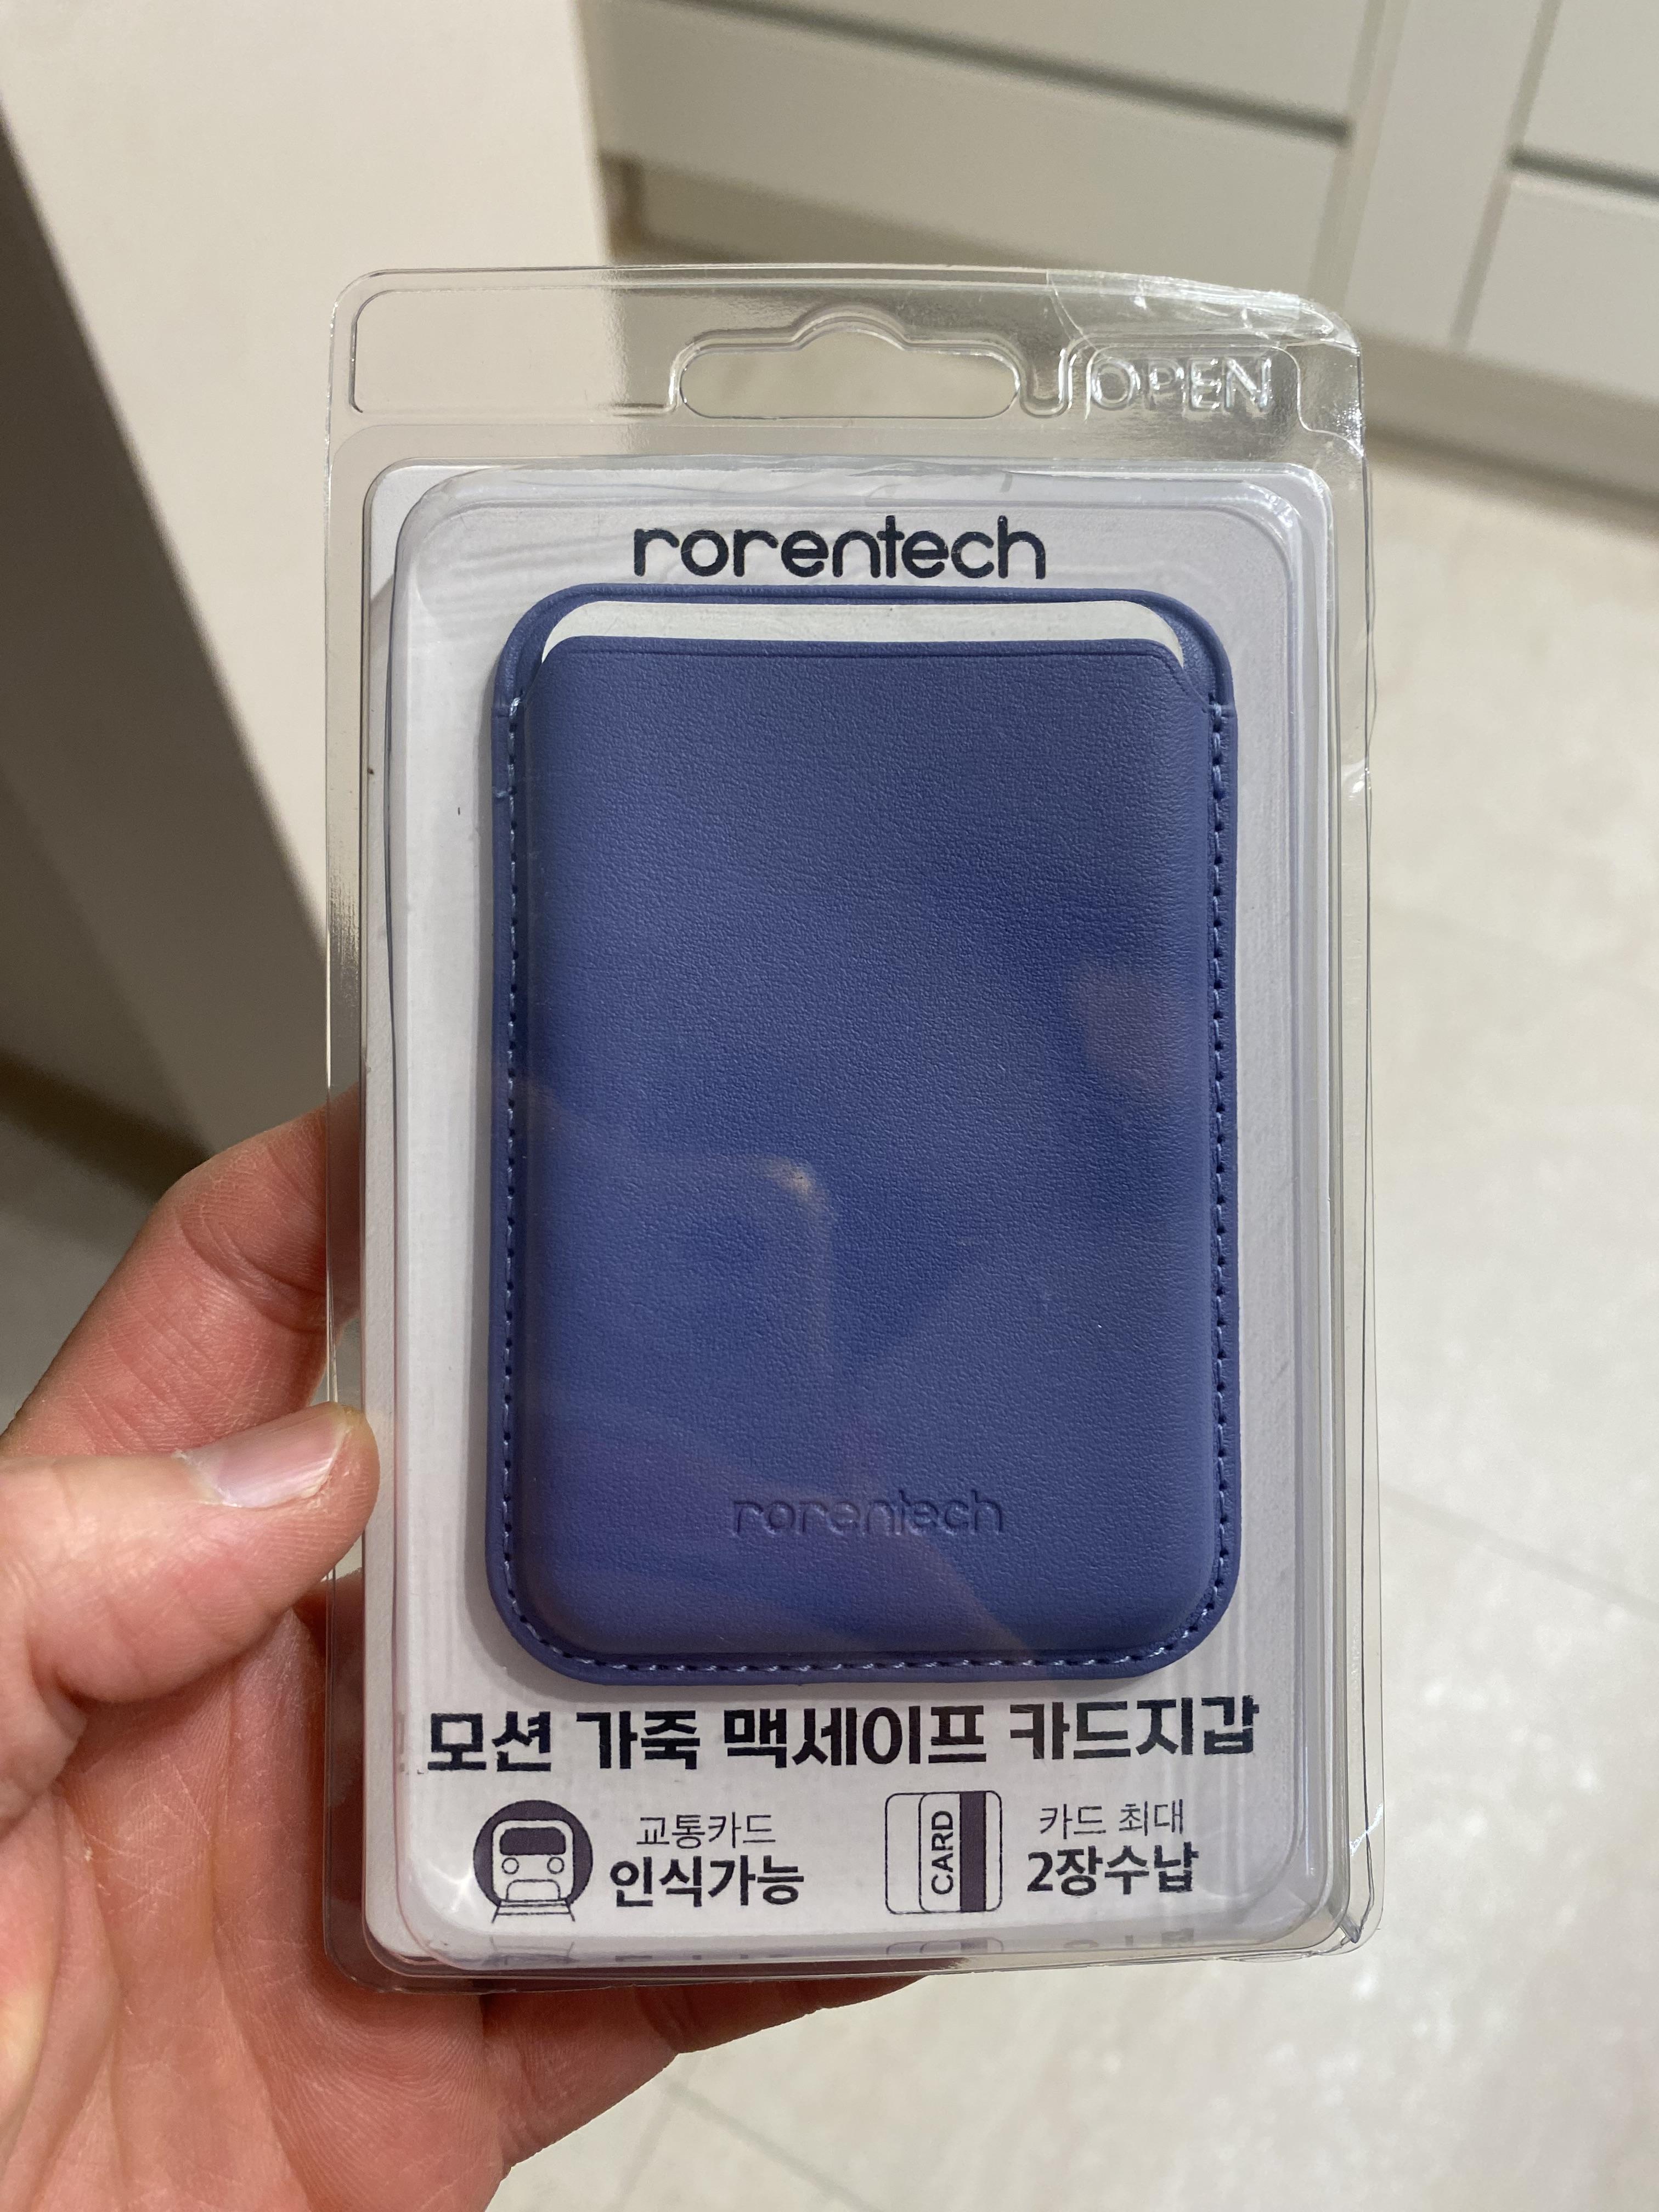 OPEN
rorentech
rorentech
모션 가죽 맥세이프 카드지갑
교통카드
인식가능
CARD
카드 최대
2장수납